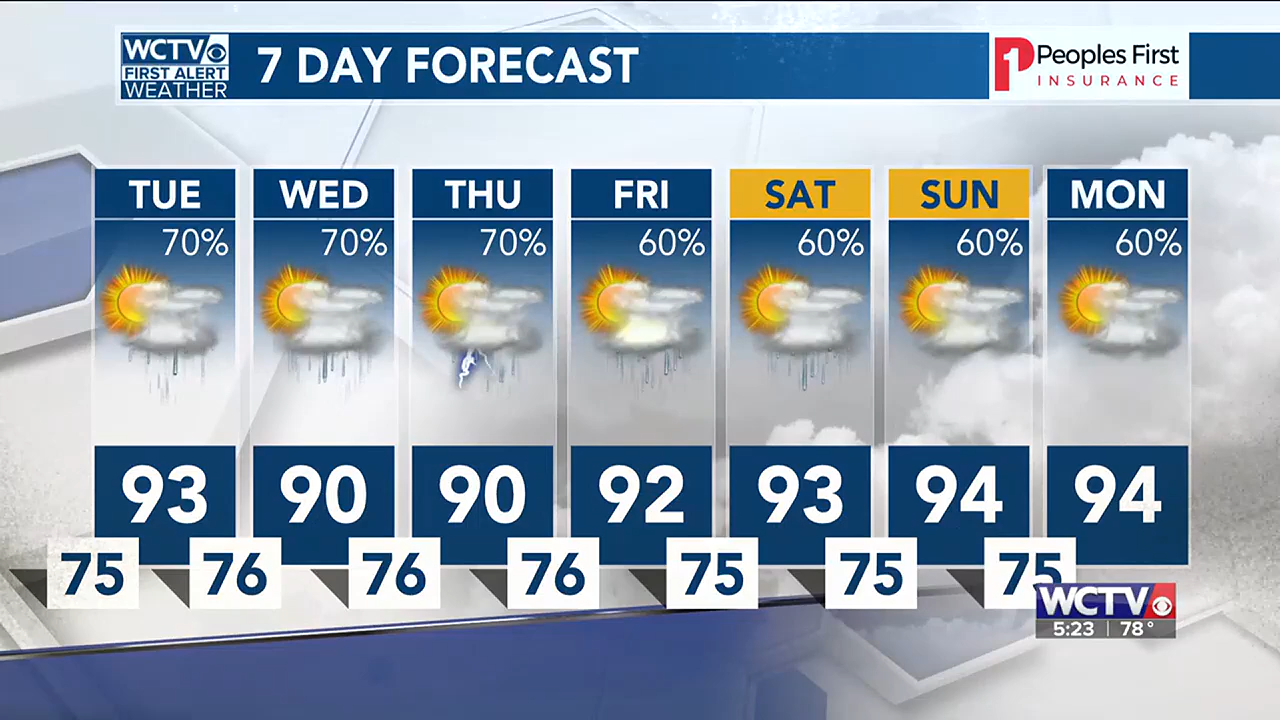 WCTV
FIRST ALERT
WEATHER
7 DAY FORECAST
1 Peoples First
INSURANCE
TUE WED THU FRI SAT SUN MON
70% 70% 70% 60% 60% 60% 60%
93 90 90 92 93 94 94
75 76 76 76 75 75 75
WCTV
5:23 | 78°